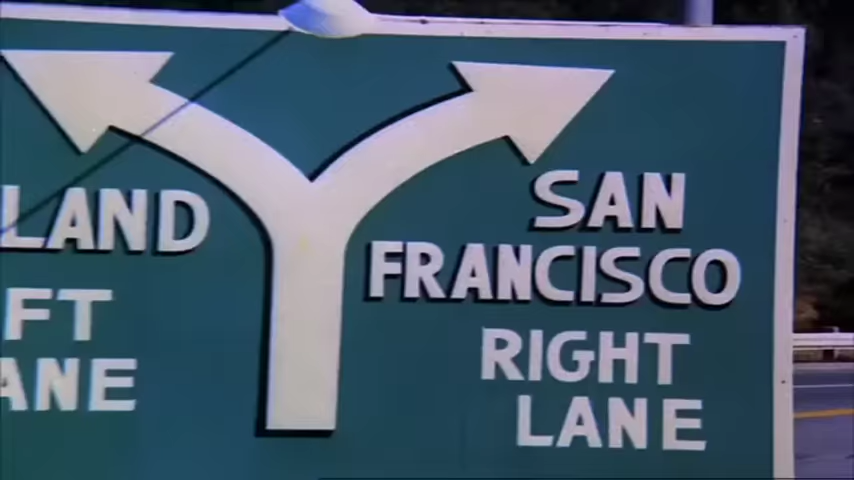 LAND
FT
ANE
SAN
FRANCISCO
RIGHT
LANE